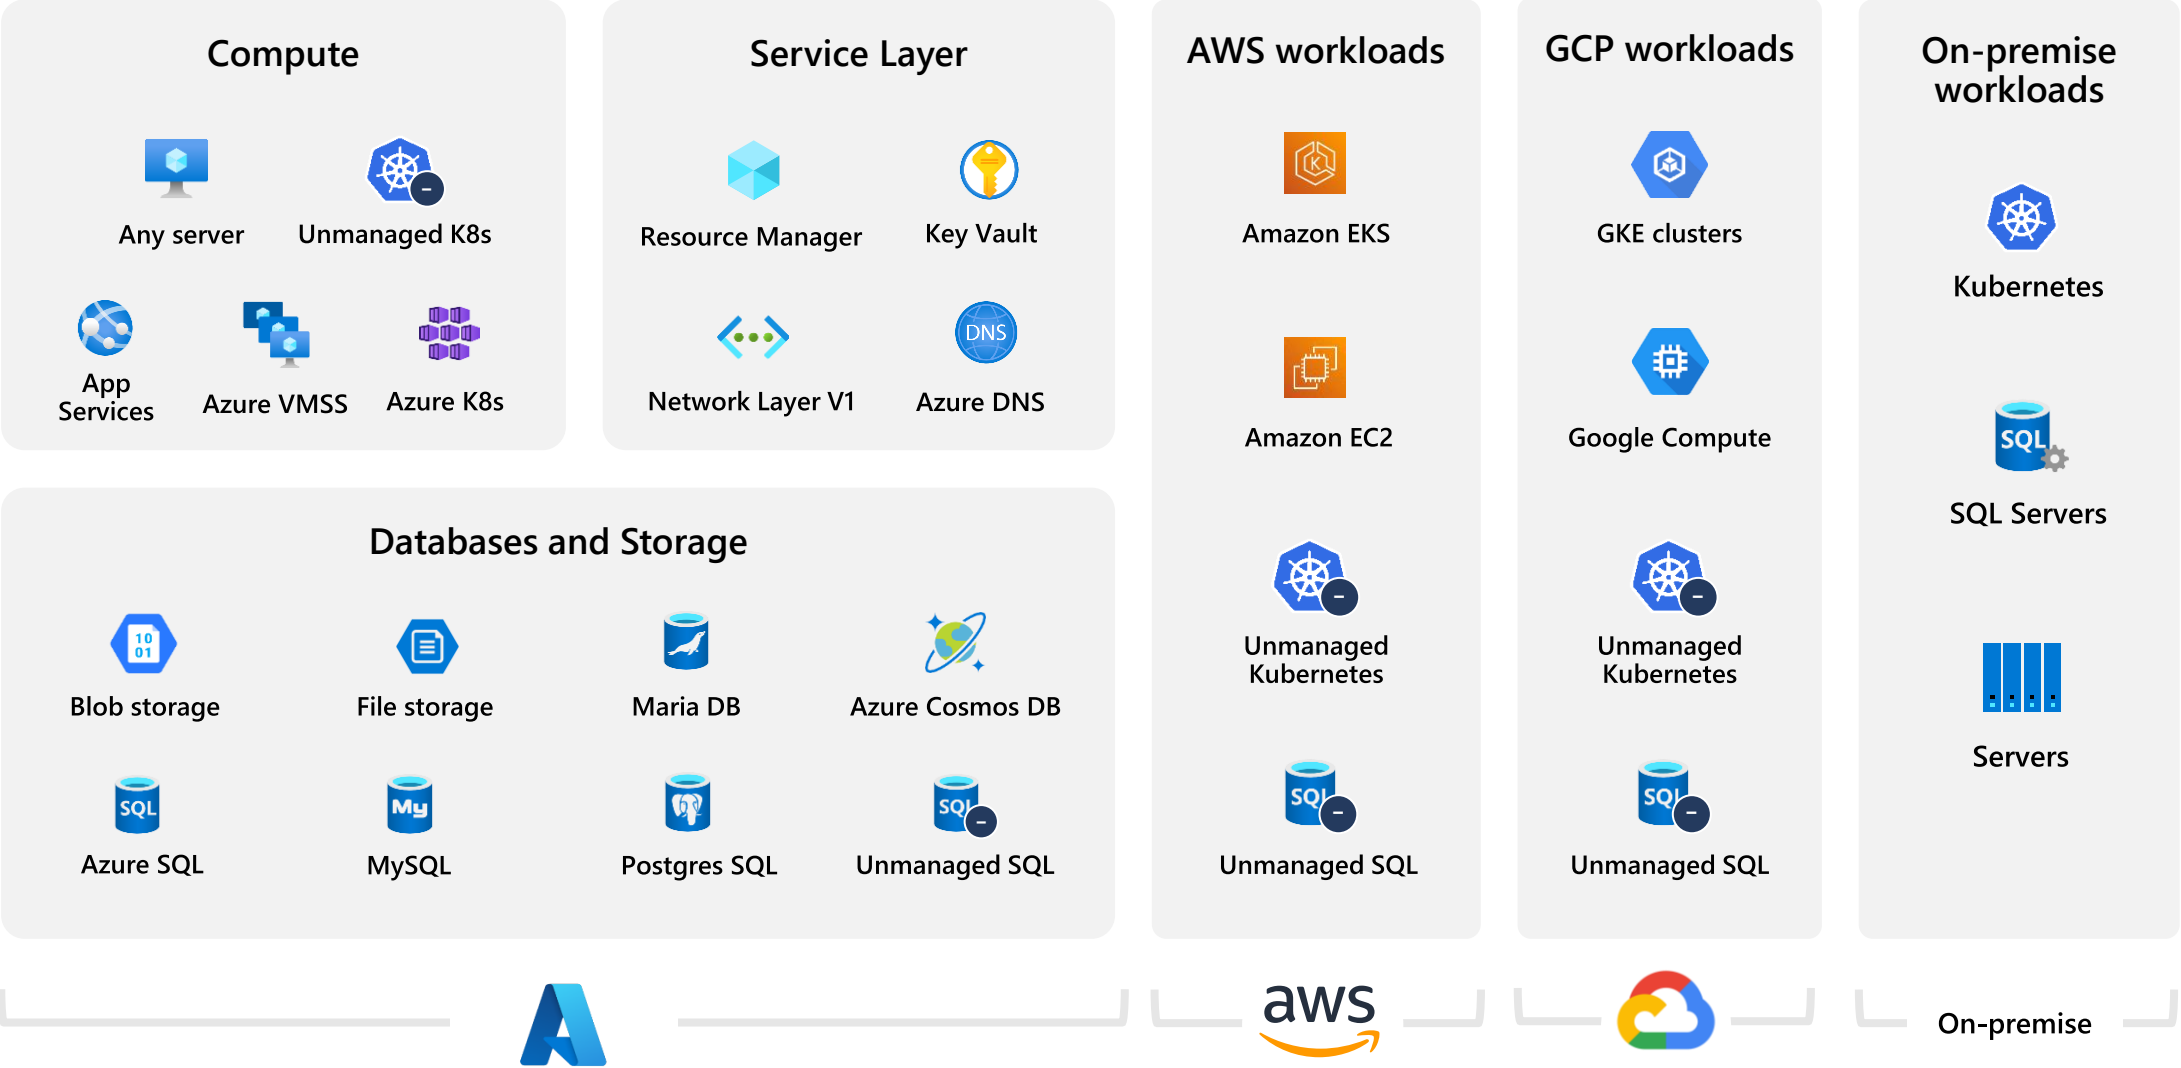 Compute
Any server
Unmanaged K8s
App
Services
Azure VMSS
Azure K8s
Service Layer
Resource Manager
Key Vault
Network Layer V1
DNS
Azure DNS
Databases and Storage
10
01
Blob storage
File storage
Maria DB
Azure Cosmos DB
SQL
Azure SQL
My
MySQL
Postgres SQL
SQL
Unmanaged SQL
AWS workloads
K
Amazon EKS
Amazon EC2
Unmanaged
Kubernetes
SQL
Unmanaged SQL
GCP workloads
GKE clusters
Google Compute
Unmanaged
Kubernetes
SQL
Unmanaged SQL
On-premise
workloads
Kubernetes
SQL
SQL Servers
Servers
aws
On-premise